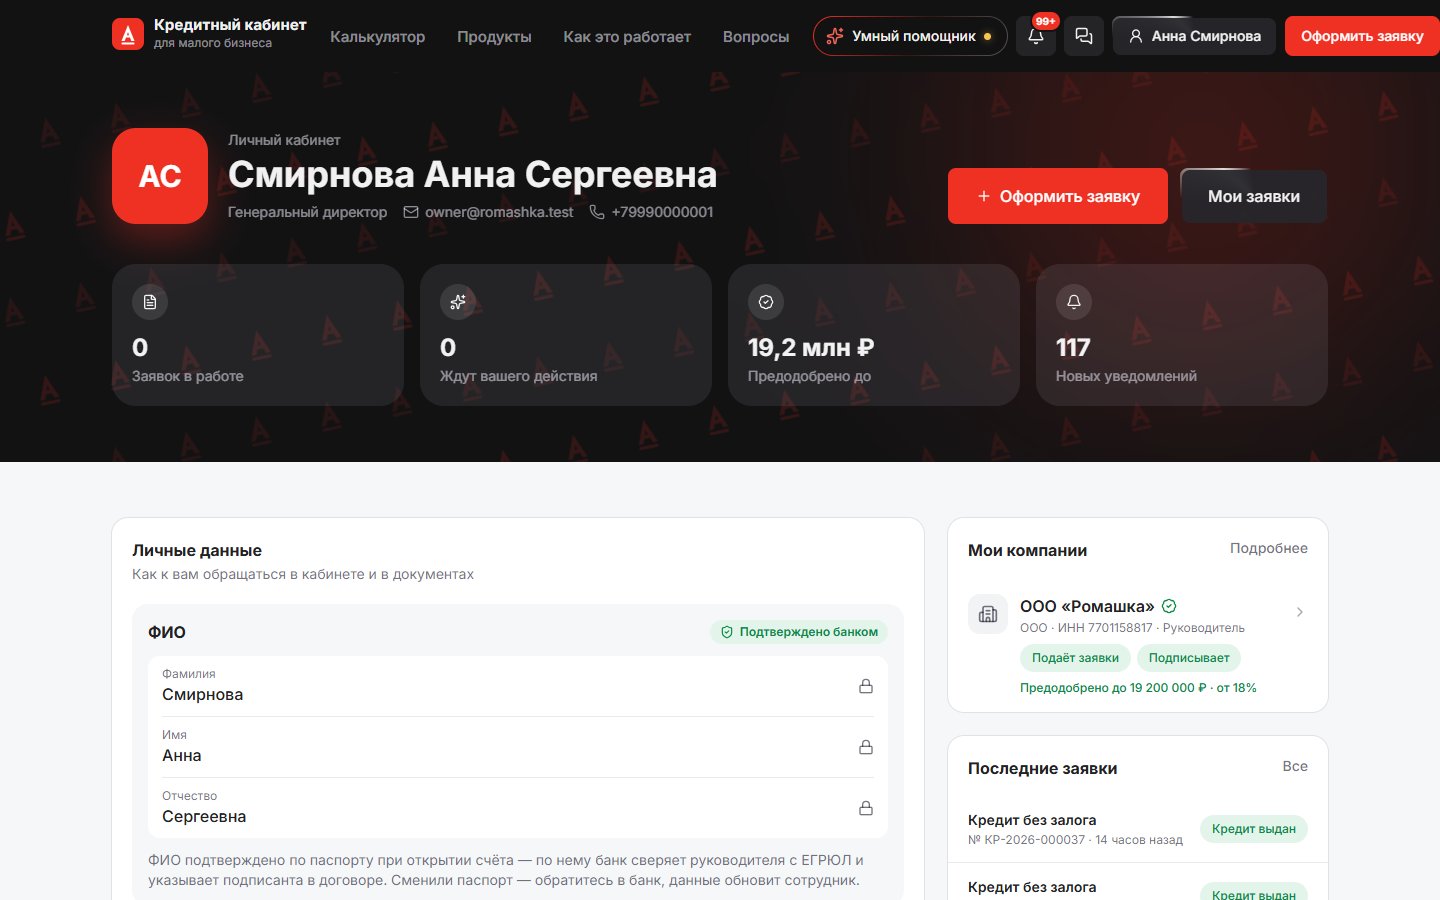 Кредитный кабинет
для малого бизнеса
Калькулятор
Продукты
Как это работает
Вопросы
Умный помощник
99+
Анна Смирнова
Оформить заявку
АС
Личный кабинет
Смирнова Анна Сергеевна
Генеральный директор
owner@romashka.test
+79990000001
+ Оформить заявку
Мои заявки
0
Заявок в работе
0
Ждут вашего действия
19,2 млн ₽
Предодобрено до
117
Новых уведомлений
Личные данные
Как к вам обращаться в кабинете и в документах
ФИО
Подтверждено банком
Фамилия
Смирнова
Имя
Анна
Отчество
Сергеевна
ФИО подтверждено по паспорту при открытии счёта — по нему банк сверяет руководителя с ЕГРЮЛ и
указывает подписанта в договоре. Сменили паспорт — обратитесь в банк, данные обновит сотрудник.
Мои компании
Подробнее
ООО «Ромашка»
ООО · ИНН 7701158817 · Руководитель
Подаёт заявки
Подписывает
Предодобрено до 19 200 000 ₽ · от 18%
Последние заявки
Все
Кредит без залога
№ КР-2026-000037 · 14 часов назад
Кредит выдан
Кредит без залога
Кредит выдан